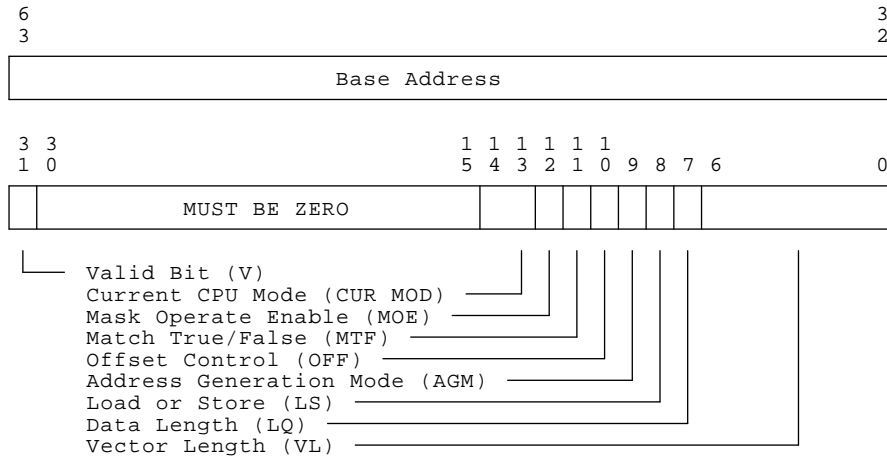 6 3
3 2
Base Address
3 3 1 1 1 1 1 1
1 0 5 4 3 2 1 0 9 8 7 6 0
MUST BE ZERO
Valid Bit (V)
Current CPU Mode (CUR MOD)
Mask Operate Enable (MOE)
Match True/False (MTF)
Offset Control (OFF)
Address Generation Mode (AGM)
Load or Store (LS)
Data Length (LQ)
Vector Length (VL)